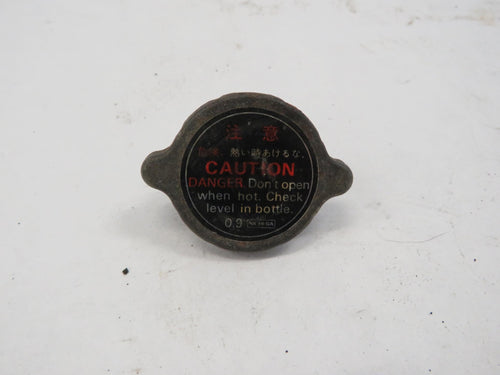 注 意
危険、熱い時あけるな。
CAUTION
DANGER Don't open
when hot. Check
level in bottle.
0.9